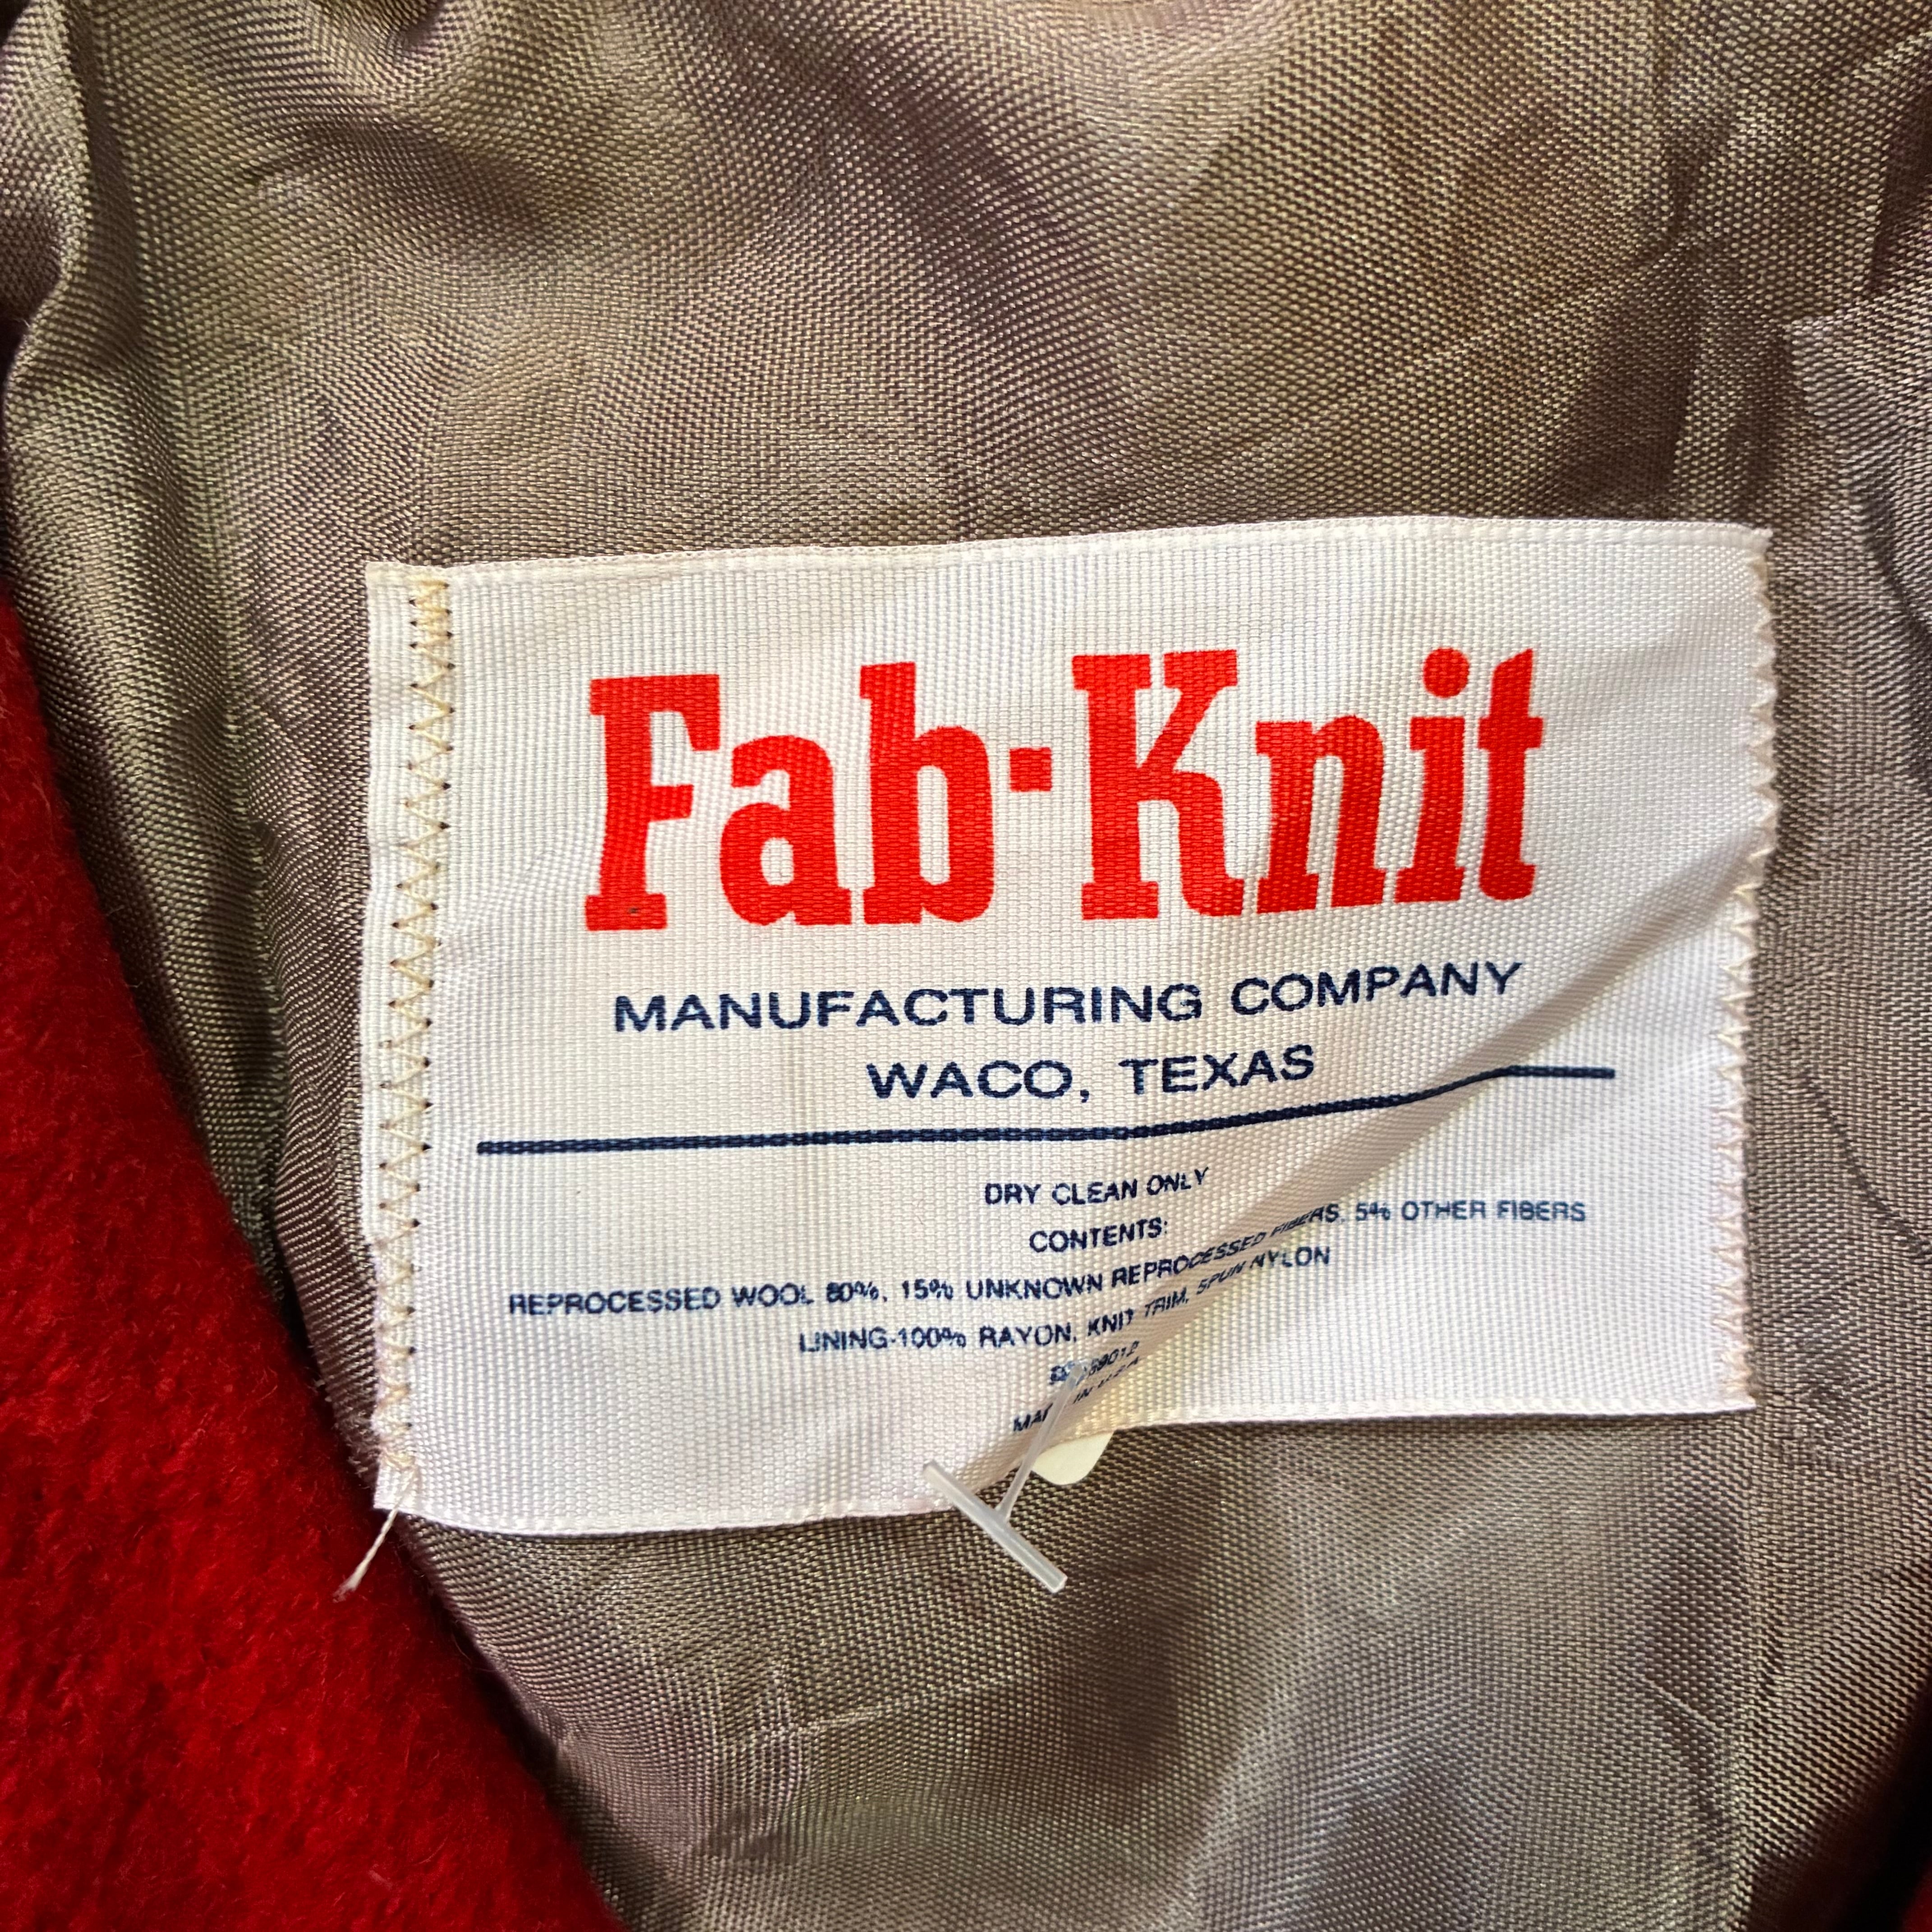 Fab-Knit
MANUFACTURING COMPANY
WACO, TEXAS
DRY CLEAN ONLY
CONTENTS:
REPROCESSED WOOL 80%, 15% UNKNOWN REPROCESSED FIBERS, 5% OTHER FIBERS
LINING-100% RAYON, KNIT TRIM, SPUN NYLON